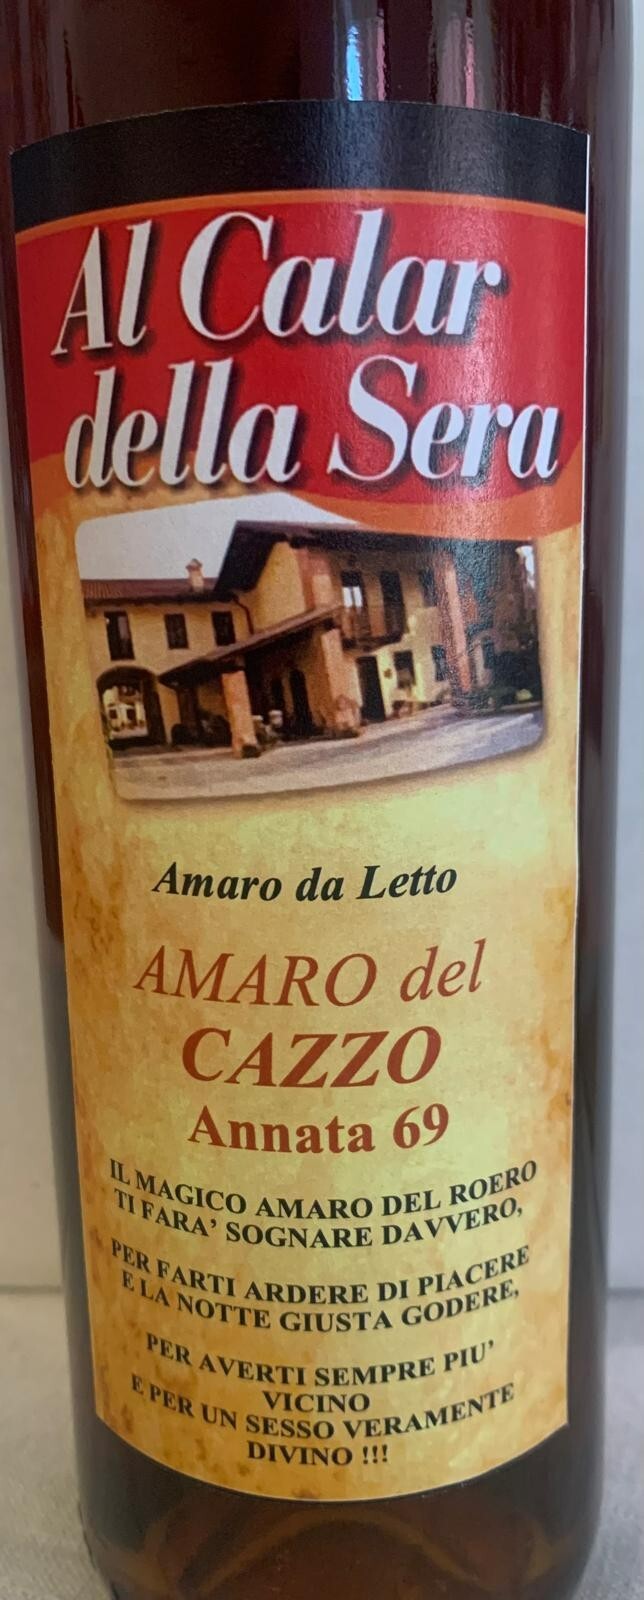 Al Calar
della Sera
Amaro da Letto
AMARO del
CAZZO
Annata 69
IL MAGICO AMARO DEL ROERO
TI FARA' SOGNARE DAVVERO,
PER FARTI ARDERE DI PIACERE
E LA NOTTE GIUSTA GODERE,
PER AVERTI SEMPRE PIU'
VICINO
E PER UN SESSO VERAMENTE
DIVINO !!!